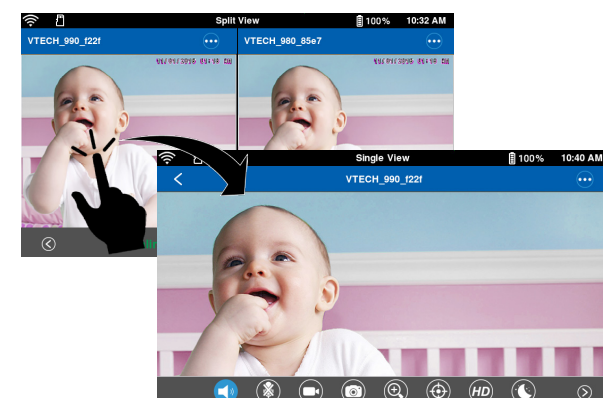 Split View
100%
10:32 AM
VTECH_990_f22f
VTECH_980_85e7
Single View
100%
10:40 AM
VTECH_990_f22f
HD